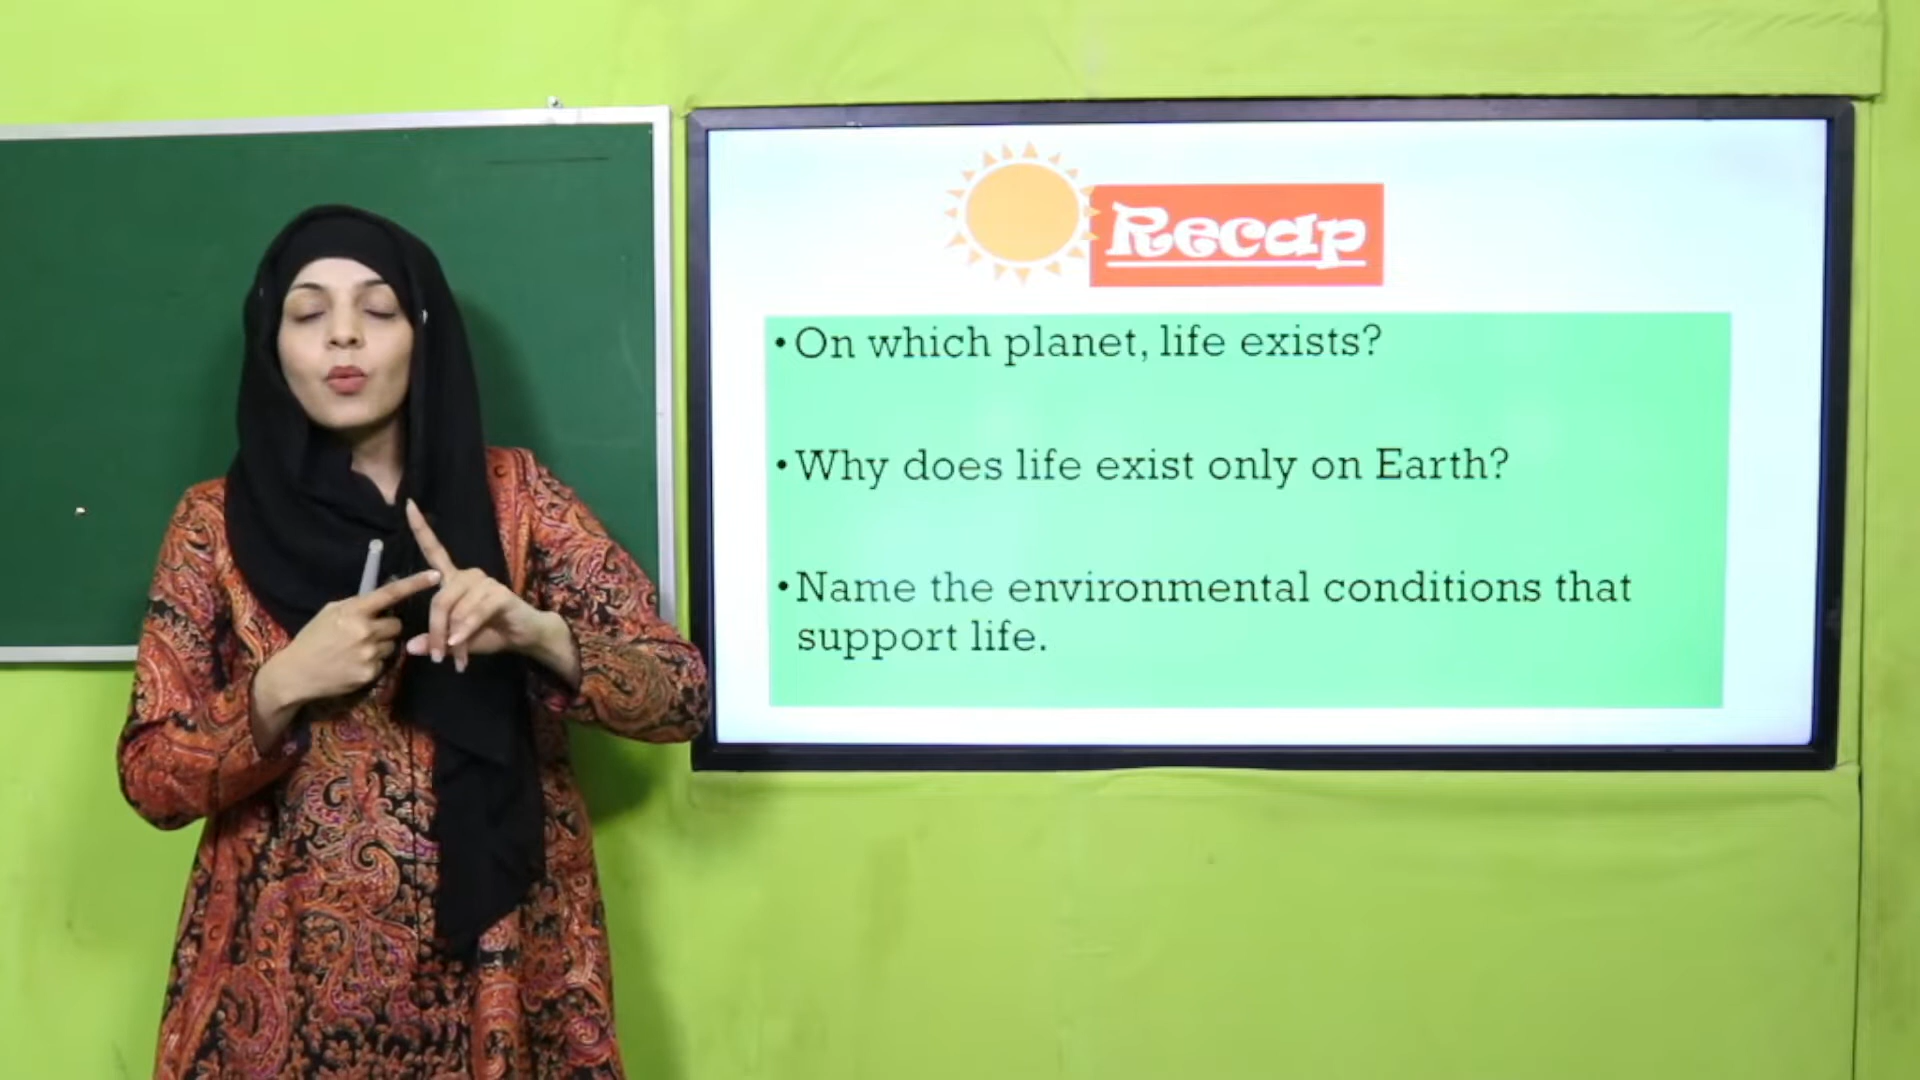 Recap
• On which planet, life exists?
• Why does life exist only on Earth?
• Name the environmental conditions that
support life.